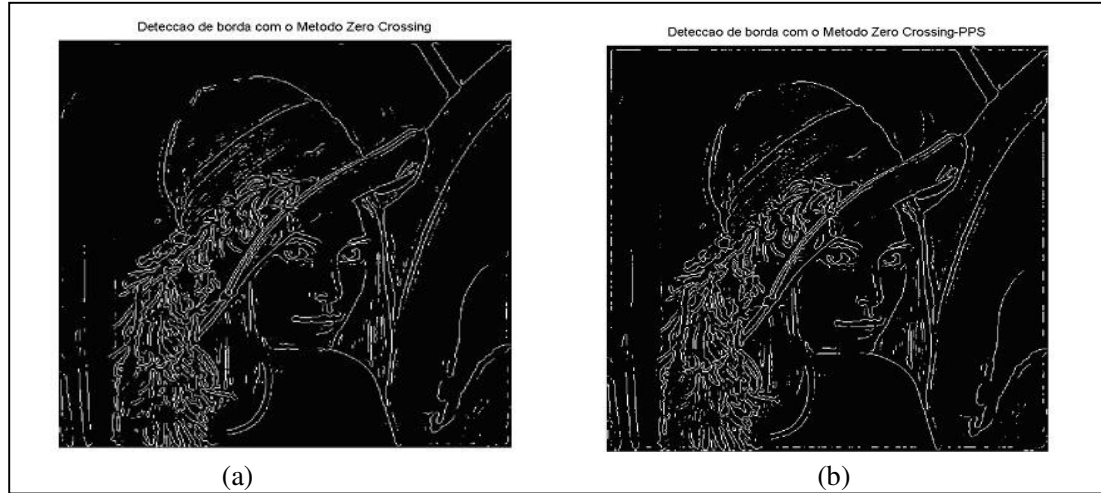 Deteccao de borda com o Metodo Zero Crossing
Deteccao de borda com o Metodo Zero Crossing-PPS
(a)
(b)